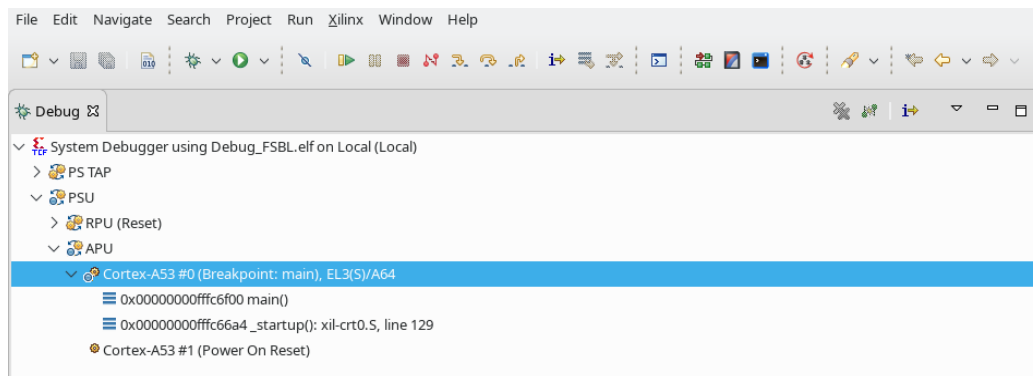 File Edit Navigate Search Project Run Xilinx Window Help
010
Debug
TCF System Debugger using Debug_FSBL.elf on Local (Local)
PS TAP
PSU
RPU (Reset)
APU
Cortex-A53 #0 (Breakpoint: main), EL3(S)/A64
0x00000000fffc6f00 main()
0x00000000fffc66a4 _startup(): xil-crt0.S, line 129
Cortex-A53 #1 (Power On Reset)